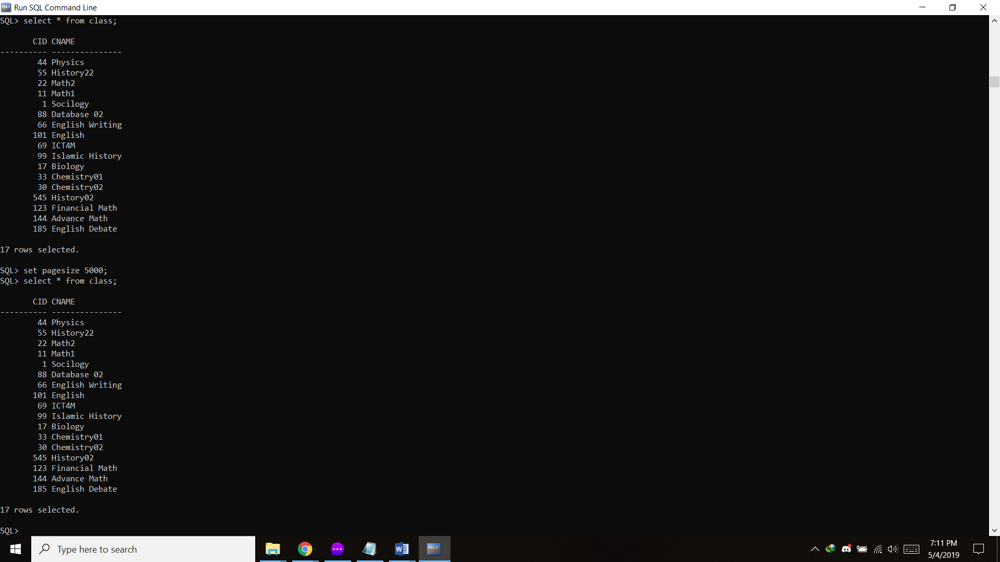 Run SQL Command Line
SQL> select * from class;
CID CNAME
---------- ---------------
44 Physics
55 History22
22 Math2
11 Math1
1 Socilogy
88 Database 02
66 English Writing
101 English
69 ICT4M
99 Islamic History
17 Biology
33 Chemistry01
30 Chemistry02
545 History02
123 Financial Math
144 Advance Math
185 English Debate
17 rows selected.
SQL> set pagesize 5000;
SQL> select * from class;
CID CNAME
---------- ---------------
44 Physics
55 History22
22 Math2
11 Math1
1 Socilogy
88 Database 02
66 English Writing
101 English
69 ICT4M
99 Islamic History
17 Biology
33 Chemistry01
30 Chemistry02
545 History02
123 Financial Math
144 Advance Math
185 English Debate
17 rows selected.
SQL>
Type here to search
7:11 PM
5/4/2019